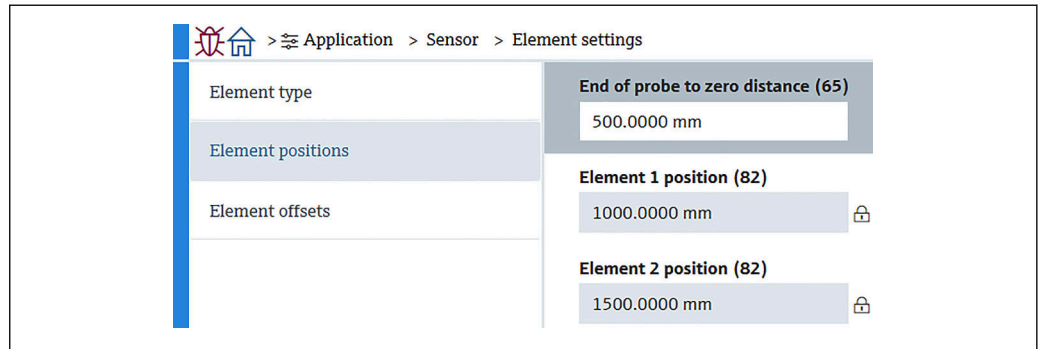 > Application > Sensor > Element settings
Element type
Element positions
Element offsets
End of probe to zero distance (65)
500.0000 mm
Element 1 position (82)
1000.0000 mm
Element 2 position (82)
1500.0000 mm